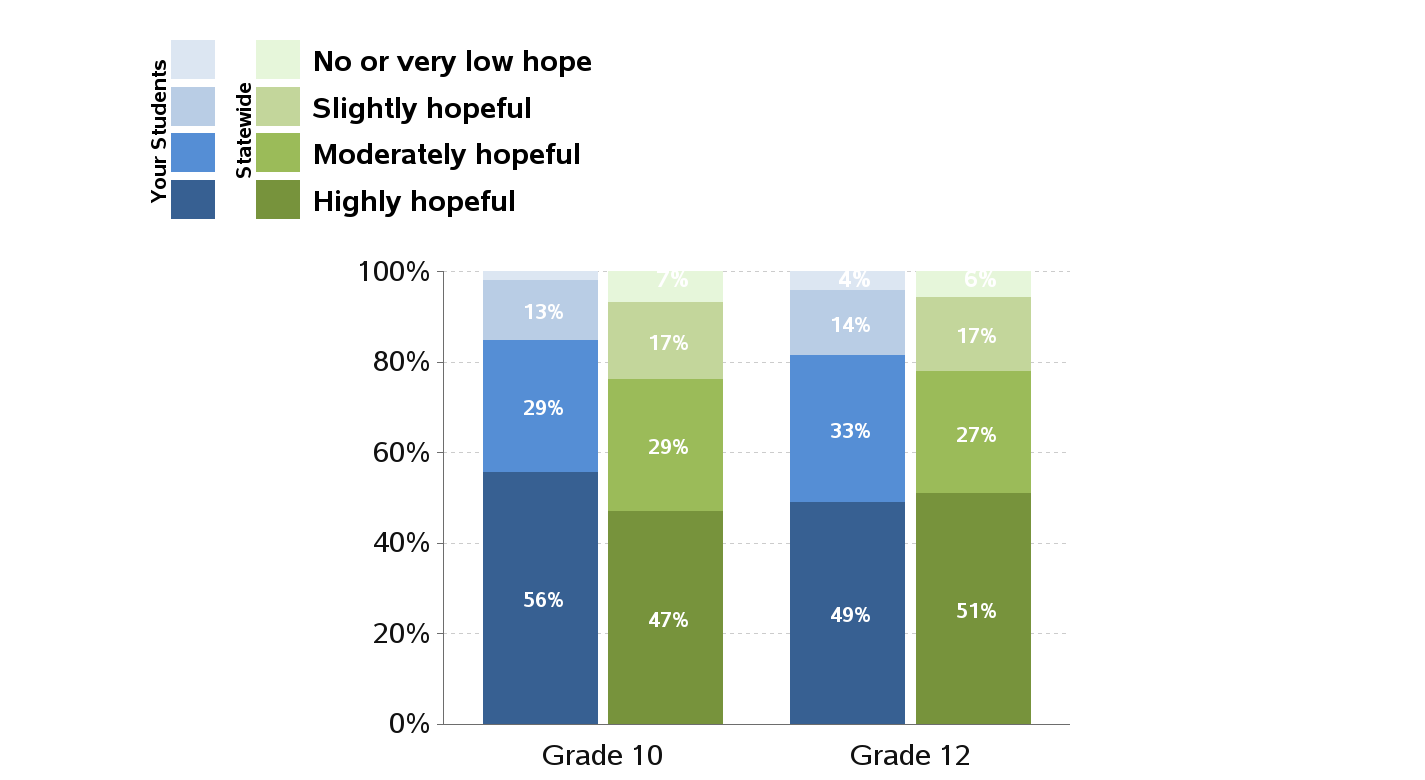 Your Students
Statewide
No or very low hope
Slightly hopeful
Moderately hopeful
Highly hopeful
100%
80%
60%
40%
20%
0%
13%
29%
56%
7%
17%
29%
47%
4%
14%
33%
49%
6%
17%
27%
51%
Grade 10
Grade 12